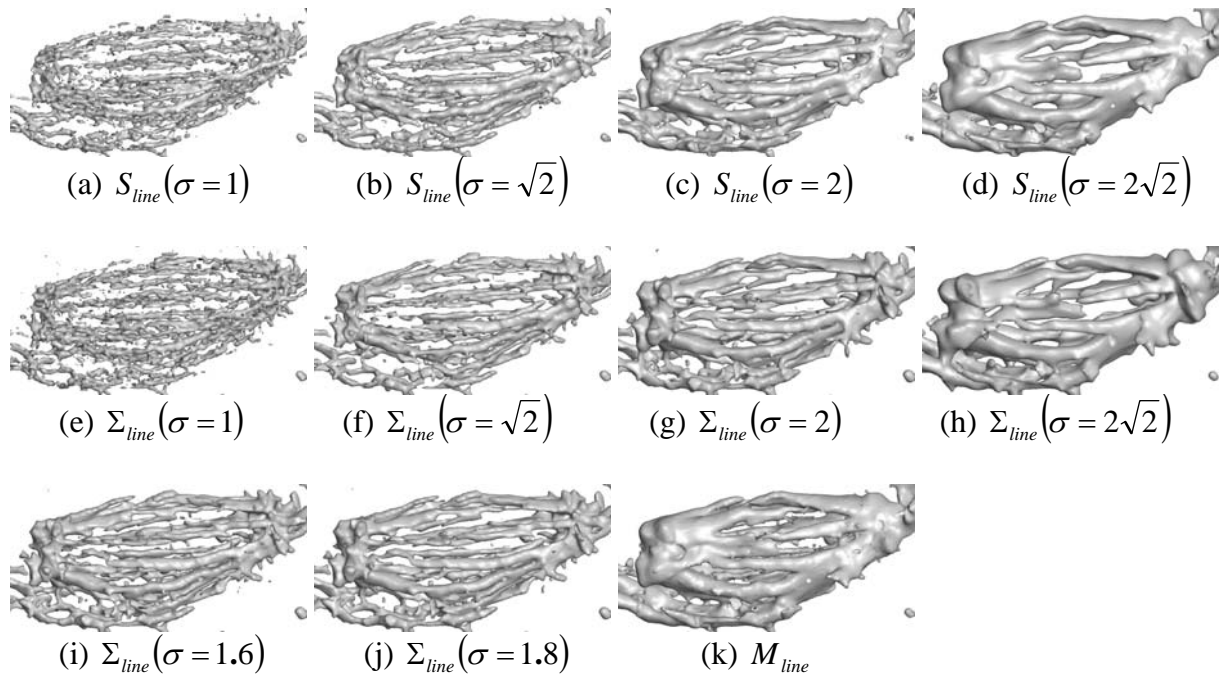 (a) S_line(σ=1) (b) S_line(σ=√2) (c) S_line(σ=2) (d) S_line(σ=2√2)
(e) Σ_line(σ=1) (f) Σ_line(σ=√2) (g) Σ_line(σ=2) (h) Σ_line(σ=2√2)
(i) Σ_line(σ=1.6) (j) Σ_line(σ=1.8) (k) M_line